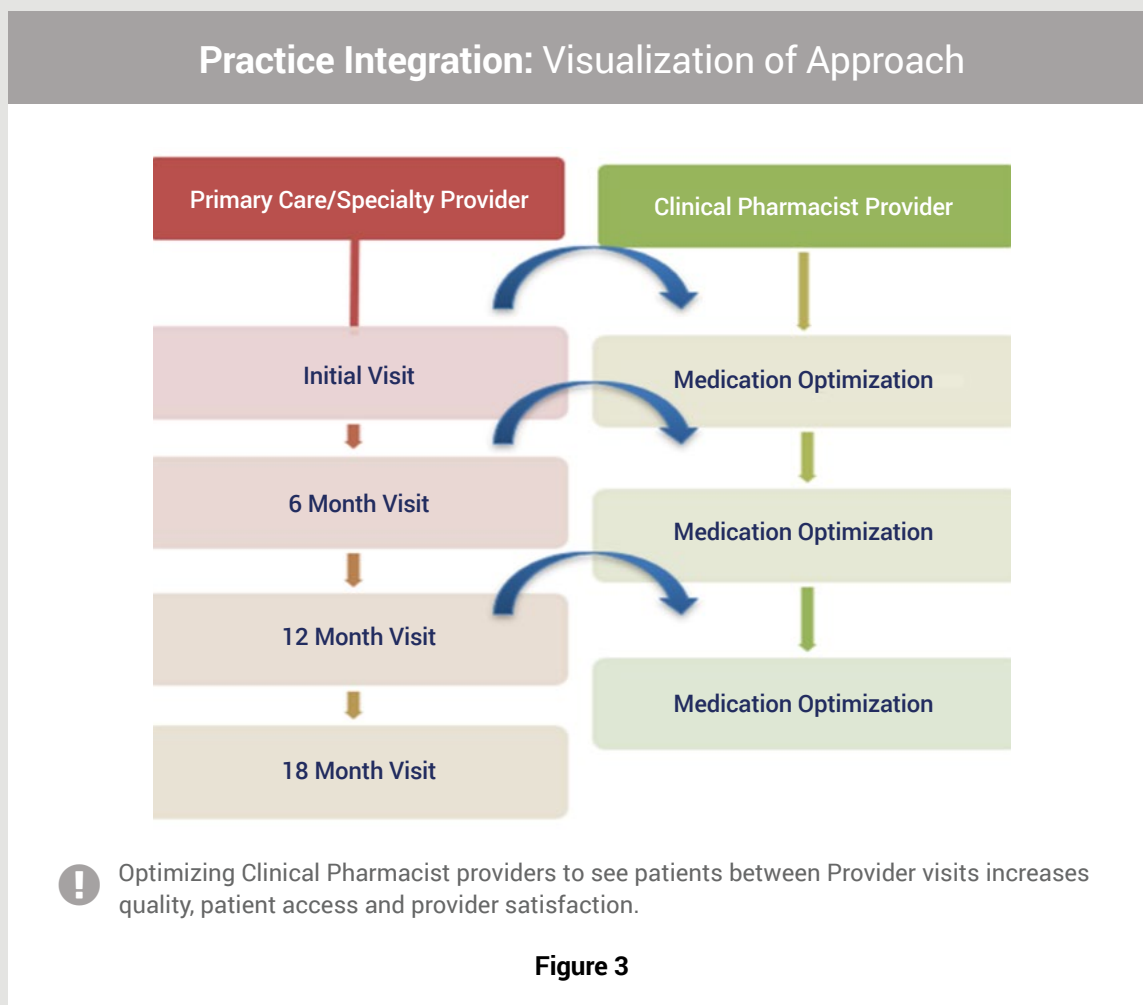 Practice Integration: Visualization of Approach
Primary Care/Specialty Provider
Clinical Pharmacist Provider
Initial Visit
Medication Optimization
6 Month Visit
Medication Optimization
12 Month Visit
Medication Optimization
18 Month Visit
Optimizing Clinical Pharmacist providers to see patients between Provider visits increases
quality, patient access and provider satisfaction.
Figure 3